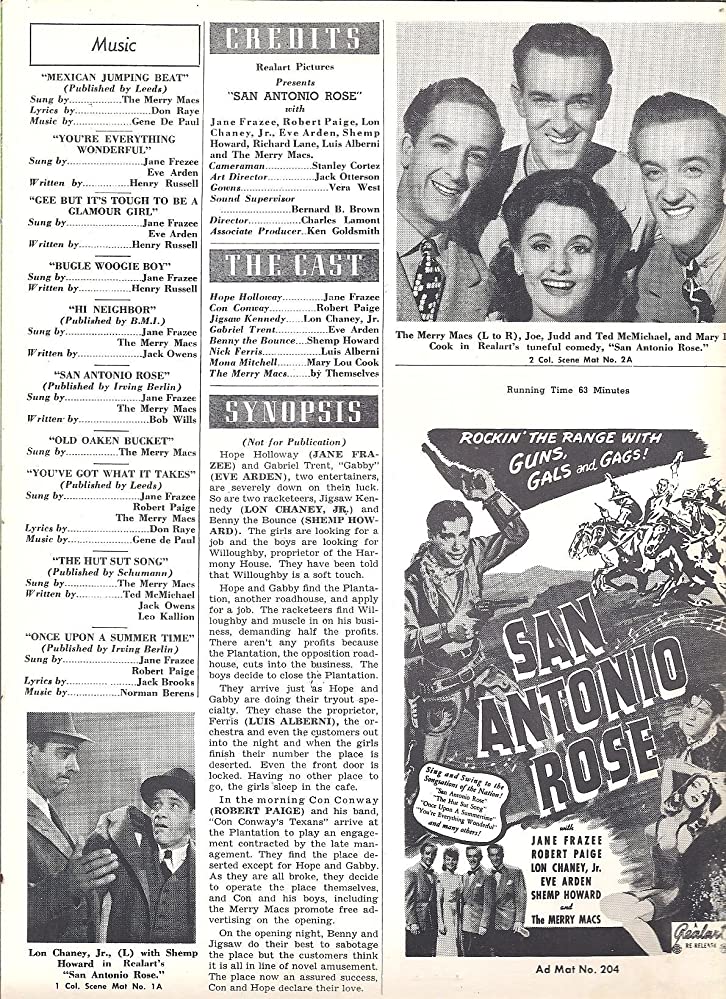 Music
"MEXICAN JUMPING BEAT"
(Published by Leeds)
Sung by................The Merry Macs
Lyrics by........................Don Raye
Music by..................Gene De Paul
"YOU'RE EVERYTHING
WONDERFUL"
Sung by......................Jane Frezee
Eve Arden
Written by................Henry Russell
"GEE BUT IT'S TOUGH TO BE A
GLAMOUR GIRL"
Sung by......................Jane Frazee
Eve Arden
Written by................Henry Russell
"BUGLE WOOGIE BOY"
Sung by......................Jane Frazee
Written by................Henry Russell
"HI NEIGHBOR"
(Published by B.M.I.)
Sung by......................Jane Frazee
The Merry Macs
Written by..................Jack Owens
"SAN ANTONIO ROSE"
(Published by Irving Berlin)
Sung by......................Jane Frazee
The Merry Macs
Written by....................Bob Wills
"OLD OAKEN BUCKET"
Sung by................The Merry Macs
"YOU'VE GOT WHAT IT TAKES"
(Published by Leeds)
Sung by......................Jane Frazee
Robert Paige
The Merry Macs
Lyrics by........................Don Raye
Music by..................Gene de Paul
"THE HUT SUT SONG"
(Published by Schumann)
Sung by................The Merry Macs
Written by............Ted McMichael
Jack Owens
Leo Kallion
"ONCE UPON A SUMMER TIME"
(Published by Irving Berlin)
Sung by......................Jane Frazee
Robert Paige
Lyrics by....................Jack Brooks
Music by..............Norman Berens
Lon Chaney, Jr., (L) with Shemp
Howard in Realart's
"San Antonio Rose."
1 Col. Scene Mat No. 1A
CREDITS
Realart Pictures
Presents
"SAN ANTONIO ROSE"
with
Jane Frazee, Robert Paige, Lon
Chaney, Jr., Eve Arden, Shemp
Howard, Richard Lane, Luis Alberni
and The Merry Macs.
Cameraman................Stanley Cortez
Art Director................Jack Otterson
Gowns..........................Vera West
Sound Supervisor
....................Bernard B. Brown
Director..................Charles Lamont
Associate Producer..Ken Goldsmith
THE CAST
Hope Holloway............Jane Frazee
Con Conway................Robert Paige
Jigsaw Kennedy.....Lon Chaney, Jr.
Gabriel Trent................Eve Arden
Benny the Bounce....Shemp Howard
Nick Ferris..................Luis Alberni
Mona Mitchell..........Mary Lou Cook
The Merry Macs........by Themselves
SYNOPSIS
(Not for Publication)
Hope Holloway (JANE FRA-
ZEE) and Gabriel Trent, "Gabby"
(EVE ARDEN), two entertainers,
are severely down on their luck.
So are two racketeers, Jigsaw Ken-
nedy (LON CHANEY, JR.) and
Benny the Bounce (SHEMP HOW-
ARD). The girls are looking for a
job and the boys are looking for
Willoughby, proprietor of the Har-
mony House. They have been told
that Willoughby is a soft touch.
Hope and Gabby find the Planta-
tion, another roadhouse, and apply
for a job. The racketeers find Wil-
loughby and muscle in on his busi-
ness, demanding half the profits.
There aren't any profits because
the Plantation, the opposition road-
house, cuts into the business. The
boys decide to close the Plantation.
They arrive just as Hope and
Gabby are doing their tryout spe-
cialty. They chase the proprietor,
Ferris (LUIS ALBERNI), the or-
chestra and even the customers out
into the night and when the girls
finish their number the place is
deserted. Even the front door is
locked. Having no other place to
go, the girls sleep in the cafe.
In the morning Con Conway
(ROBERT PAIGE) and his band,
"Con Conway's Texans" arrive at
the Plantation to play an engage-
ment contracted by the late man-
agement. They find the place de-
serted except for Hope and Gabby.
As they are all broke, they decide
to operate the place themselves,
and Con and his boys, including
the Merry Macs promote free ad-
vertising on the opening.
On the opening night, Benny and
Jigsaw do their best to sabotage
the place but the customers think
it is all in line of novel amusement.
The place now an assured success,
Con and Hope declare their love.
The Merry Macs (L to R), Joe, Judd and Ted McMichael, and Mary
Cook in Realart's tuneful comedy, "San Antonio Rose."
2 Col. Scene Mat No. 2A
Running Time 63 Minutes
ROCKIN' THE RANGE WITH
GUNS,
GALS and GAGS!
SAN
ANTONIO
ROSE
Sing and Swing to the
Songsations of the Nation!
"San Antonio Rose"
"The Hut Sut Song"
"Once Upon A Summertime"
"You're Everything Wonderful"
and many others!
with
JANE FRAZEE
ROBERT PAIGE
LON CHANEY, Jr.
EVE ARDEN
SHEMP HOWARD
and
The MERRY MACS
A
Realart
RE RELEASE
Ad Mat No. 204